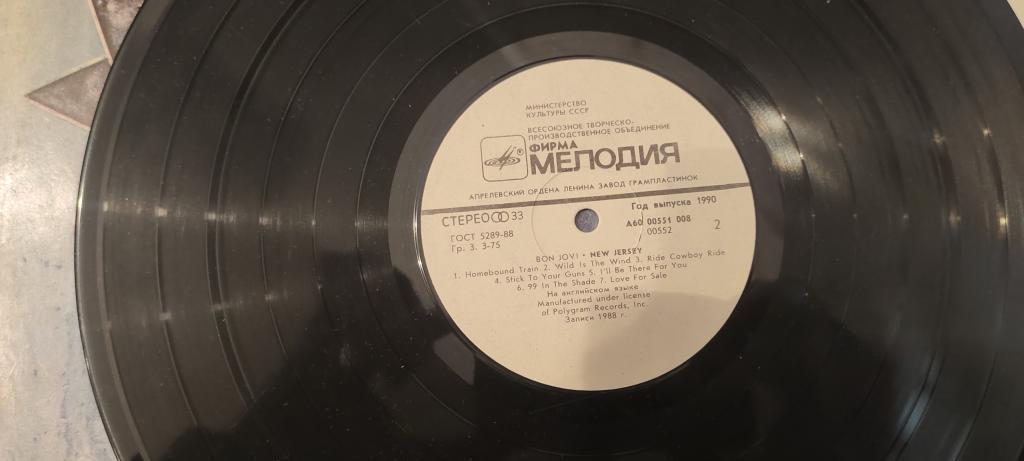 МИНИСТЕРСТВО
КУЛЬТУРЫ СССР
ВСЕСОЮЗНОЕ ТВОРЧЕСКО-
ПРОИЗВОДСТВЕННОЕ ОБЪЕДИНЕНИЕ
ФИРМА
® МЕЛОДИЯ
АПРЕЛЕВСКИЙ ОРДЕНА ЛЕНИНА ЗАВОД ГРАМПЛАСТИНОК
СТЕРЕО 33
ГОСТ 5289-88
Гр. 3. 3-75
Год выпуска 1990
А60 00551 008
00552
2
BON JOVI • NEW JERSEY
1. Homebound Train 2. Wild Is The Wind 3. Ride Cowboy Ride
4. Stick To Your Guns 5. I'll Be There For You
6. 99 In The Shade 7. Love For Sale
На английском языке
Manufactured under license
of Polygram Records, Inc.
Записи 1988 г.